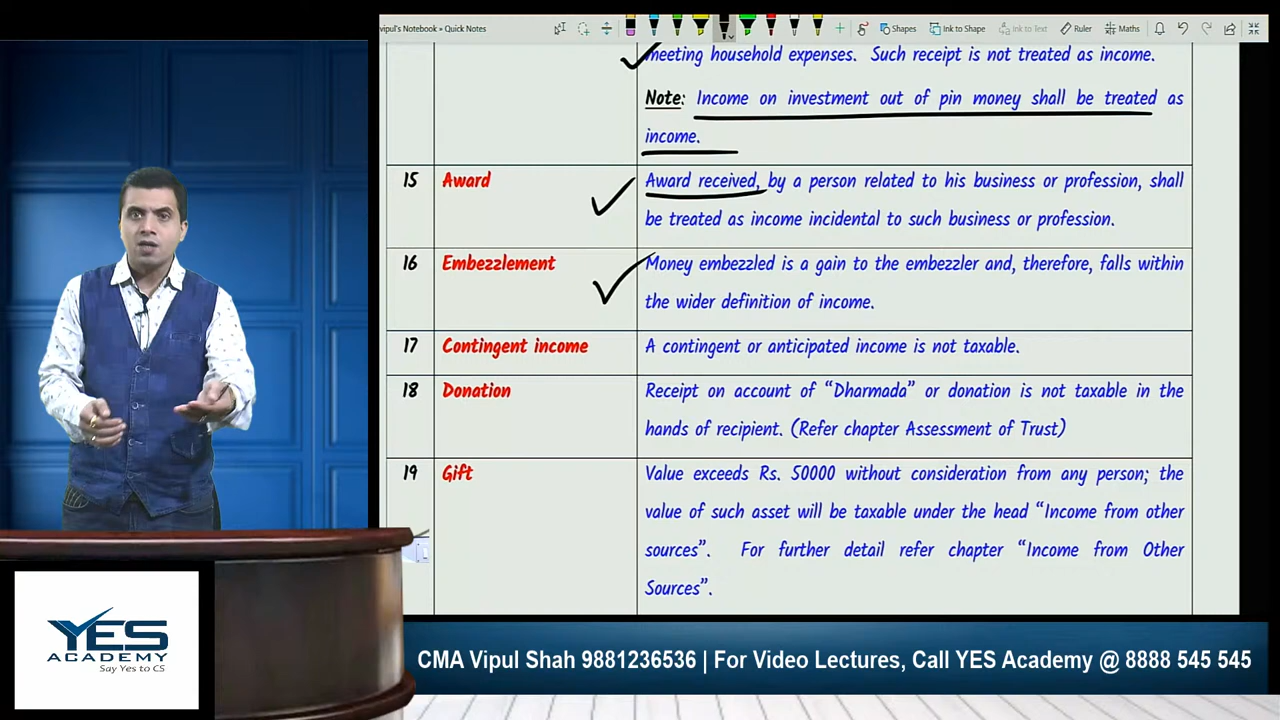 vipul's Notebook » Quick Notes
Shapes
Ink to Shape
Ink to Text
Ruler
Maths
meeting household expenses. Such receipt is not treated as income.
Note: Income on investment out of pin money shall be treated as
income.
15 Award Award received, by a person related to his business or profession, shall
be treated as income incidental to such business or profession.
16 Embezzlement Money embezzled is a gain to the embezzler and, therefore, falls within
the wider definition of income.
17 Contingent income A contingent or anticipated income is not taxable.
18 Donation Receipt on account of “Dharmada” or donation is not taxable in the
hands of recipient. (Refer chapter Assessment of Trust)
19 Gift Value exceeds Rs. 50000 without consideration from any person; the
value of such asset will be taxable under the head “Income from other
sources”. For further detail refer chapter “Income from Other
Sources”.
YES
ACADEMY
Say Yes to CS
CMA Vipul Shah 9881236536 | For Video Lectures, Call YES Academy @ 8888 545 545